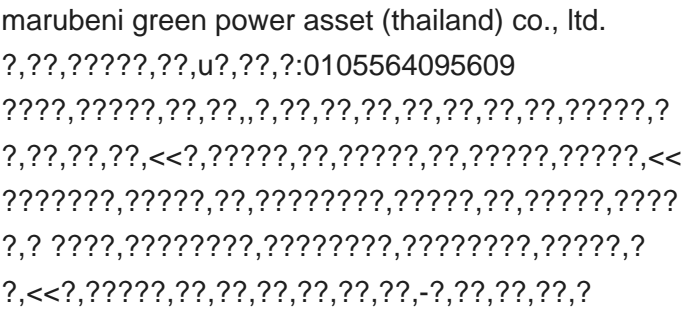 marubeni green power asset (thailand) co., ltd.
?,??,?????,??,u?,??,?:0105564095609
????,?????,??,??,,?,??,??,??,??,??,??,??,?????,?
?,??,??,??,<<?,?????,??,?????,??,?????,?????,<<
???????,?????,??,????????,?????,??,?????,????
?,? ????,????????,????????,????????,?????,?
?,<<?,?????,??,??,??,??,??,??,-?,??,??,??,?